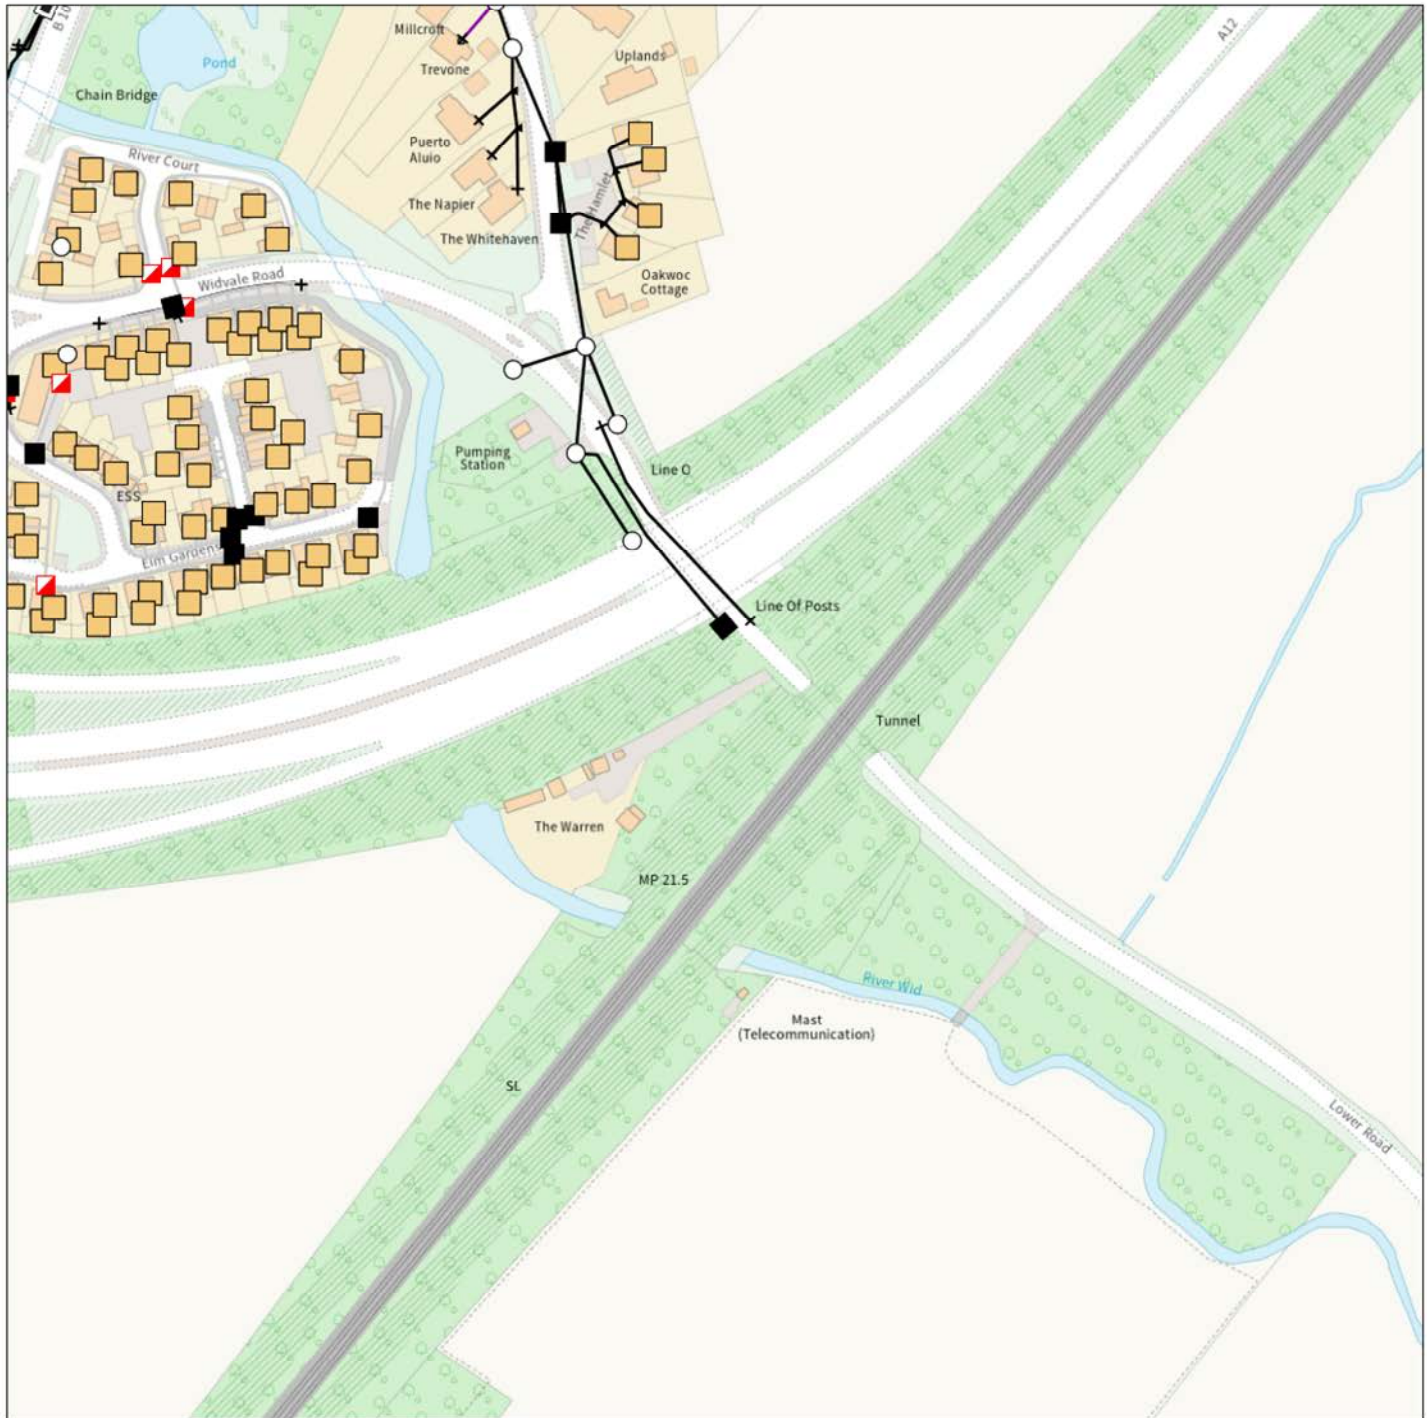 B 10
Millcroft
A12
Uplands
Pond
Trevone
Chain Bridge
Puerto
Aluio
River Court
The Hamlet
The Napier
The Whitehaven
Widvale Road
Oakwoc
Cottage
Pumping
Station
Line O
ESS
Elm Gardens
Line Of Posts
Tunnel
The Warren
MP 21.5
River Wid
Mast
(Telecommunication)
SL
Lower Road